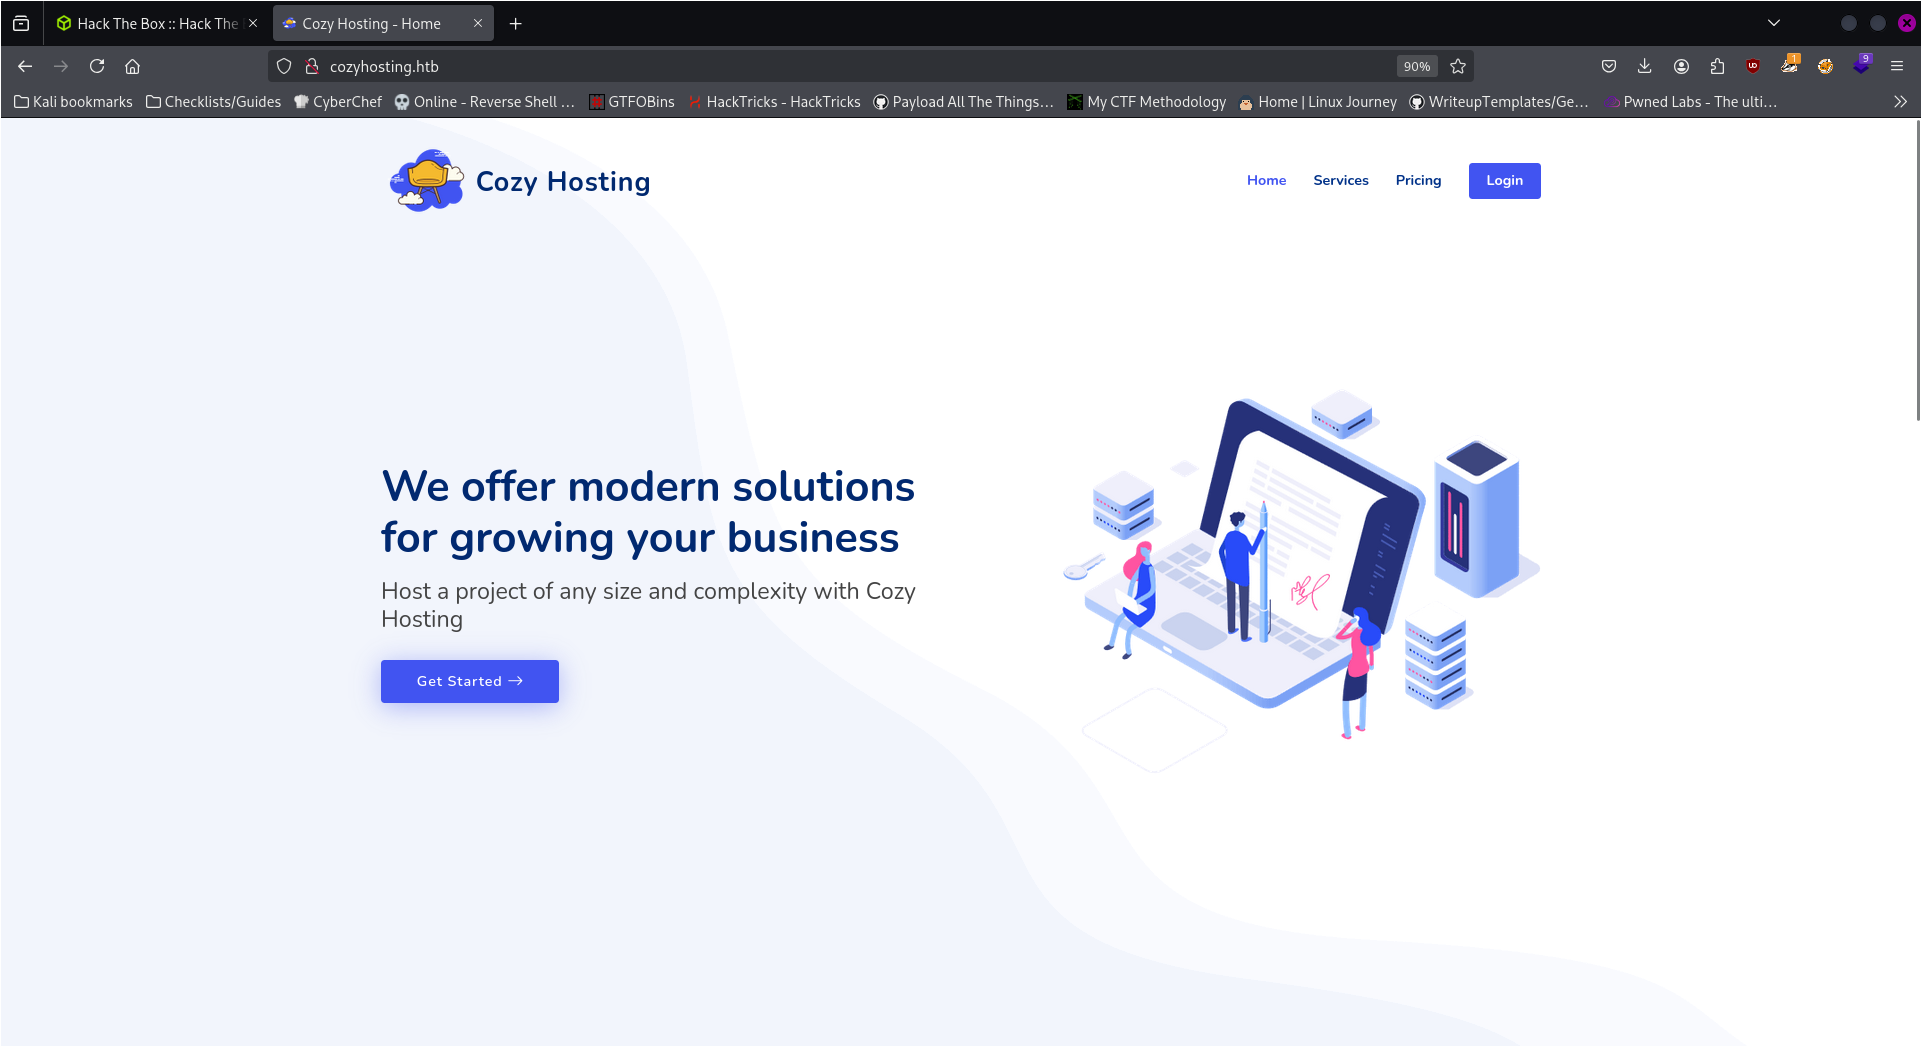 Hack The Box :: Hack The
Cozy Hosting - Home
cozyhosting.htb
90%
1
9
Kali bookmarks
Checklists/Guides
CyberChef
Online - Reverse Shell …
GTFOBins
HackTricks - HackTricks
Payload All The Things…
My CTF Methodology
Home | Linux Journey
WriteupTemplates/Ge…
Pwned Labs - The ulti…
Cozy Hosting
Home
Services
Pricing
Login
We offer modern solutions
for growing your business
Host a project of any size and complexity with Cozy
Hosting
Get Started →